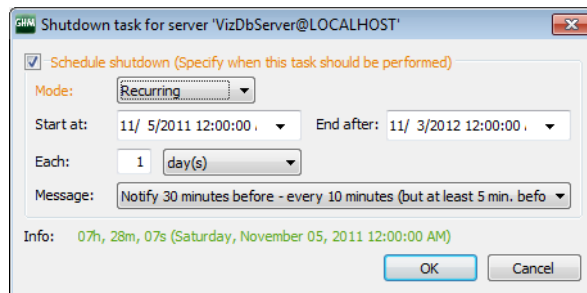 GHM Shutdown task for server 'VizDbServer@LOCALHOST'
Schedule shutdown (Specify when this task should be performed)
Mode: Recurring
Start at: 11/ 5/2011 12:00:00 End after: 11/ 3/2012 12:00:00
Each: 1 day(s)
Message: Notify 30 minutes before - every 10 minutes (but at least 5 min. befo
Info: 07h, 28m, 07s (Saturday, November 05, 2011 12:00:00 AM)
OK Cancel